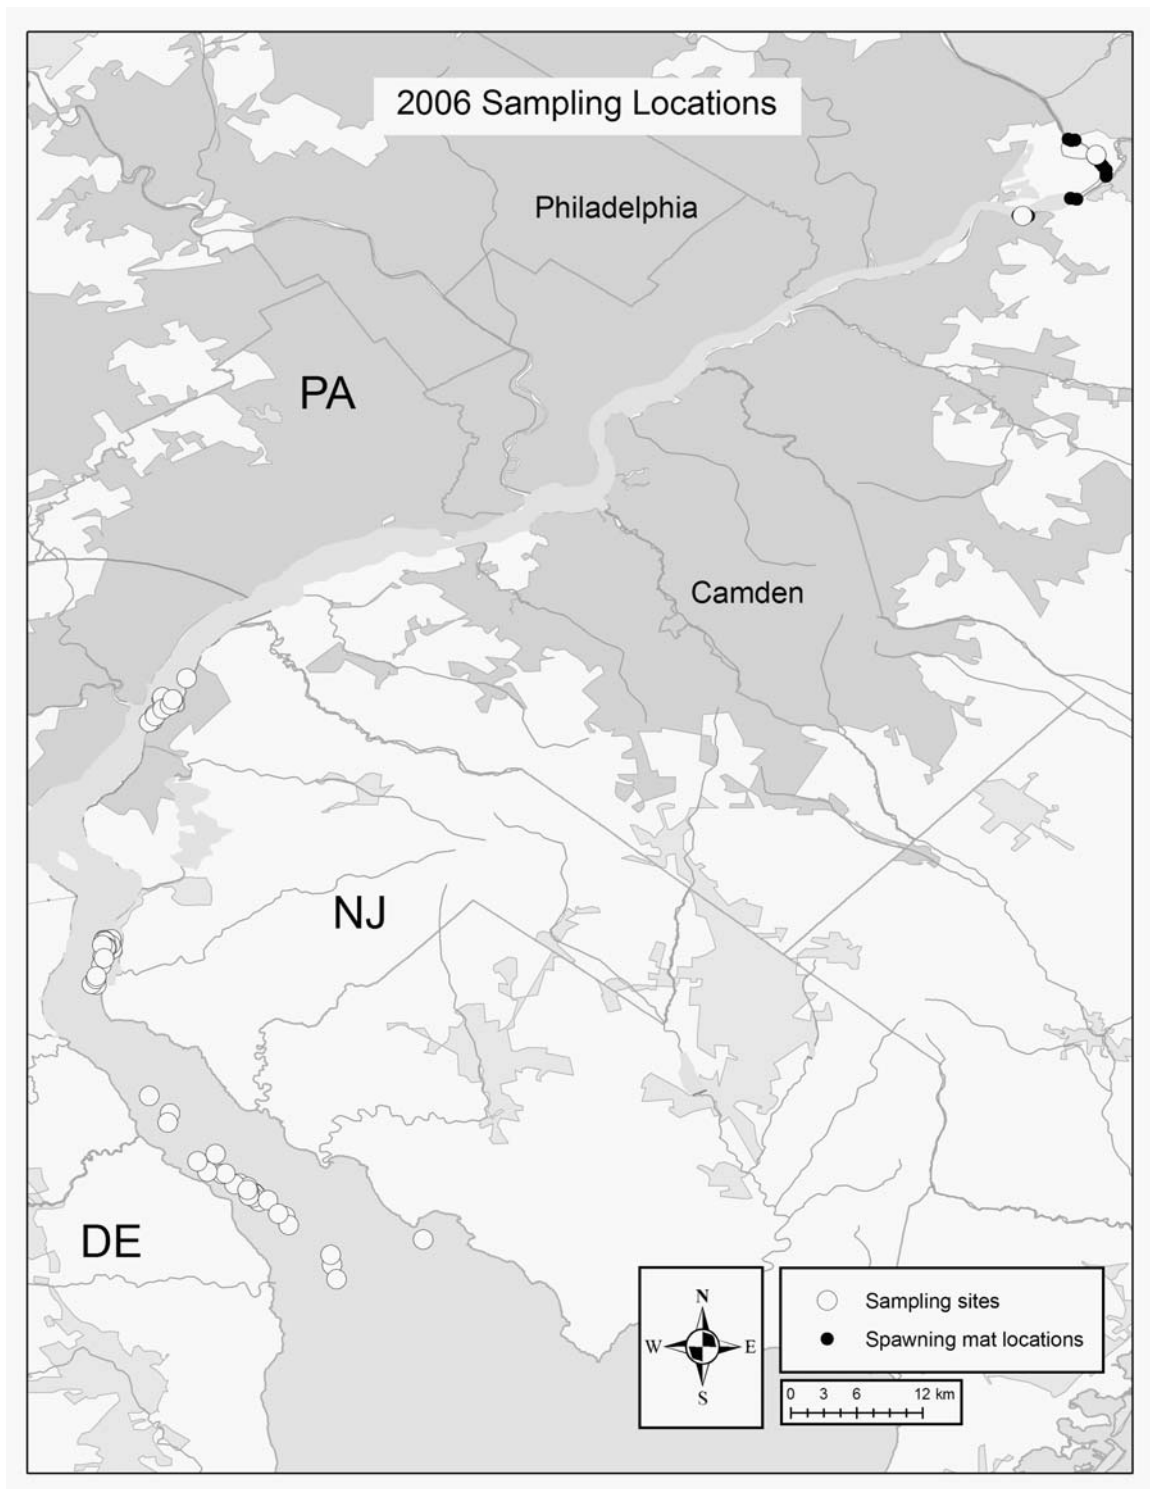 2006 Sampling Locations
Philadelphia
PA
Camden
NJ
DE
N
W E
S
Sampling sites
Spawning mat locations
0 3 6 12 km